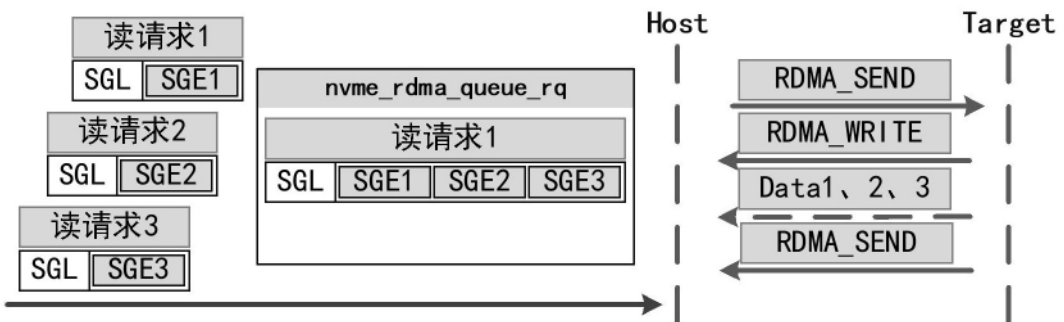 读请求1
SGL SGE1
读请求2
SGL SGE2
读请求3
SGL SGE3
nvme_rdma_queue_rq
读请求1
SGL SGE1 SGE2 SGE3
Host
Target
RDMA_SEND
RDMA_WRITE
Data1、2、3
RDMA_SEND